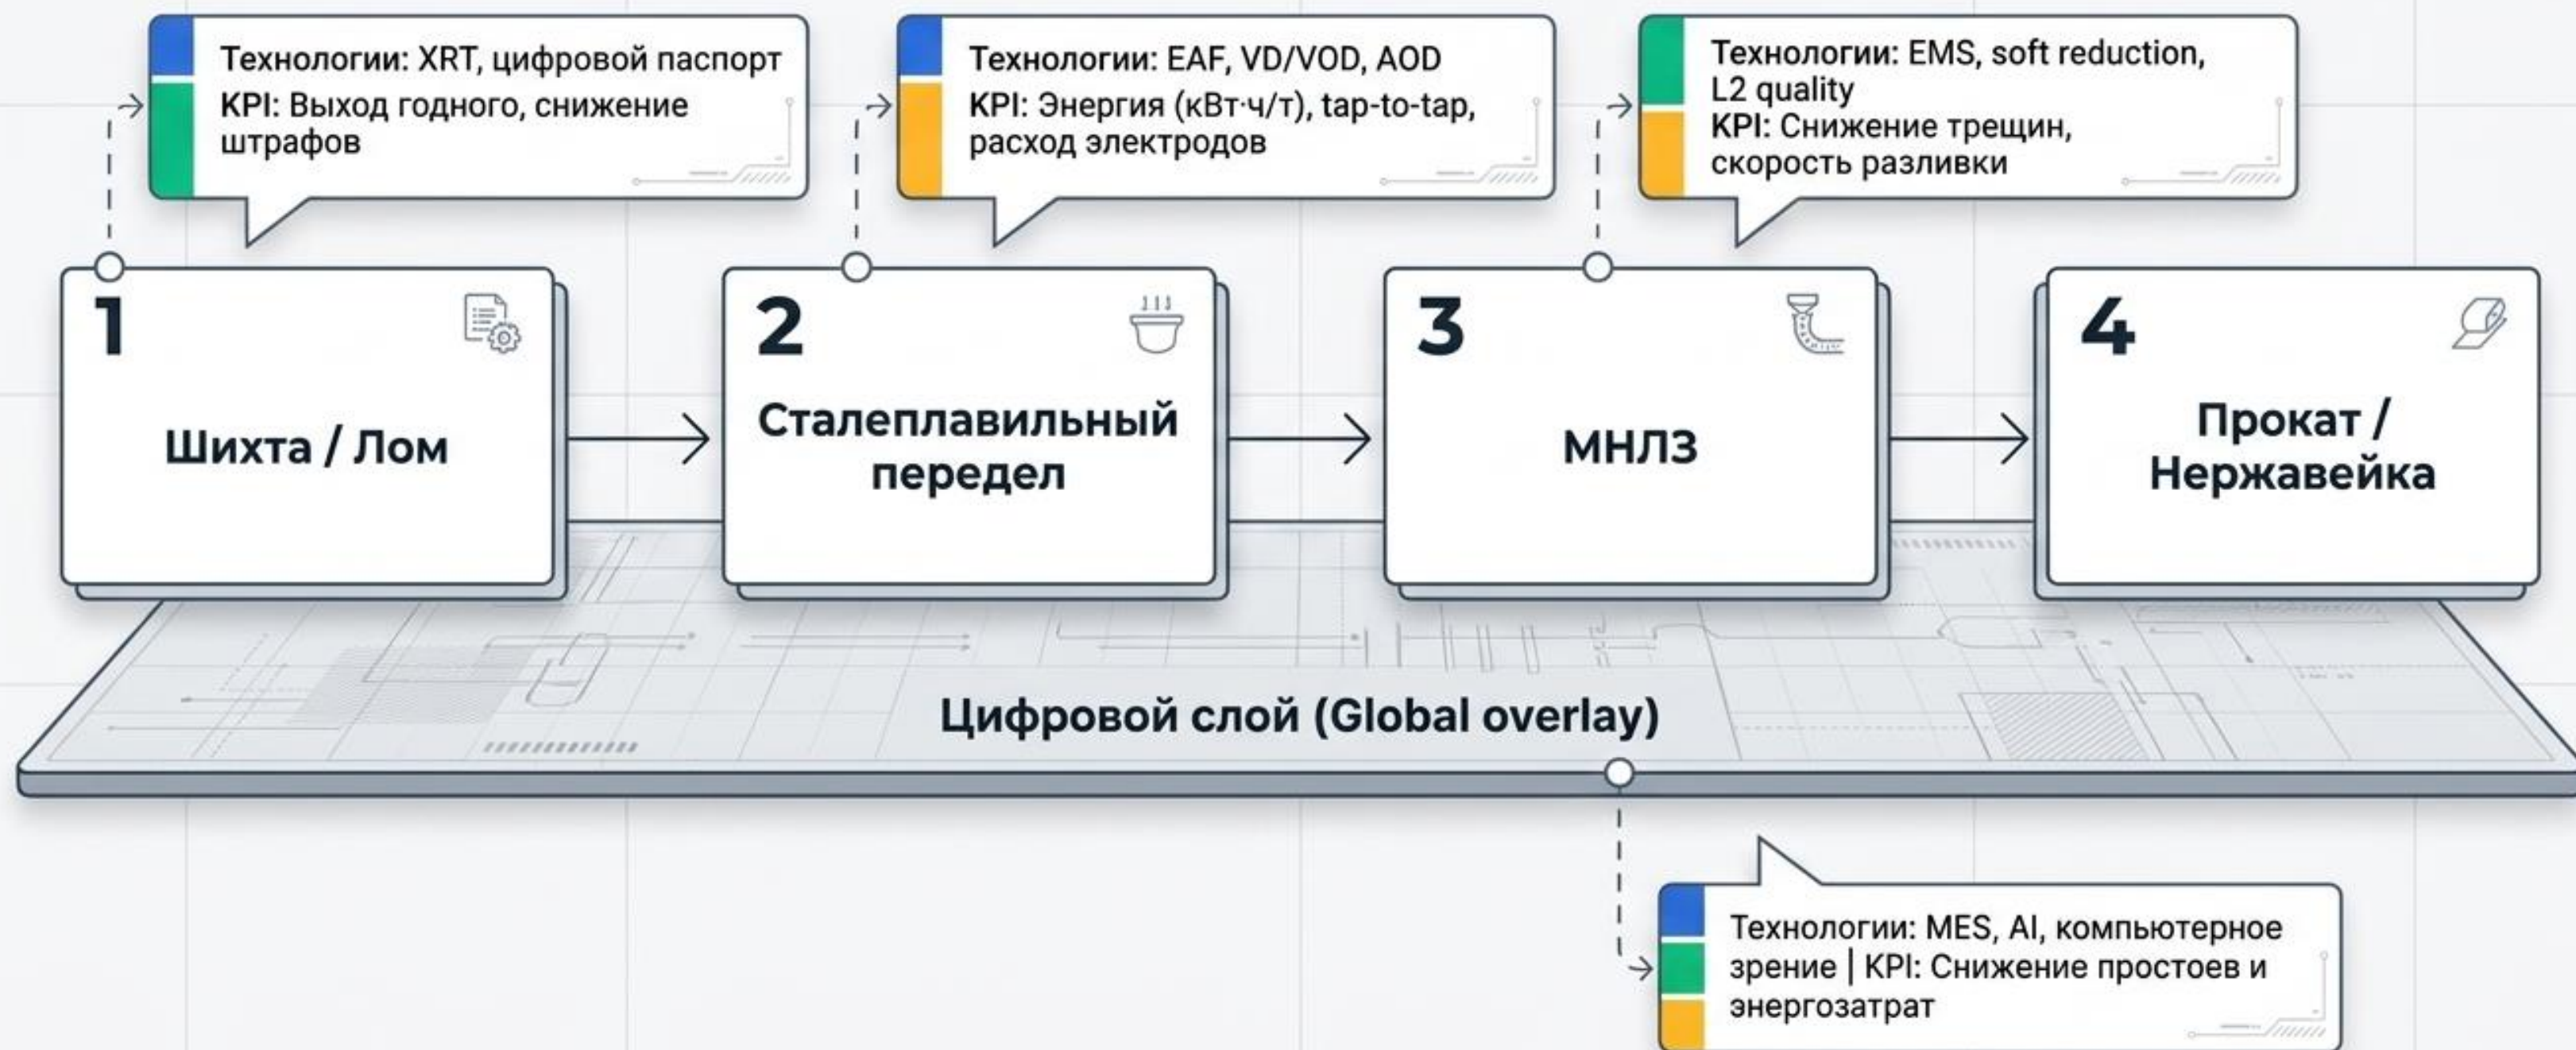 Технологии: XRT, цифровой паспорт
KPI: Выход годного, снижение
штрафов
Технологии: EAF, VD/VOD, AOD
KPI: Энергия (кВт·ч/т), tap-to-tap,
расход электродов
Технологии: EMS, soft reduction,
L2 quality
KPI: Снижение трещин,
скорость разливки
1
Шихта / Лом
2
Сталеплавильный
передел
3
МНЛЗ
4
Прокат /
Нержавейка
Цифровой слой (Global overlay)
Технологии: MES, AI, компьютерное
зрение | KPI: Снижение простоев и
энергозатрат